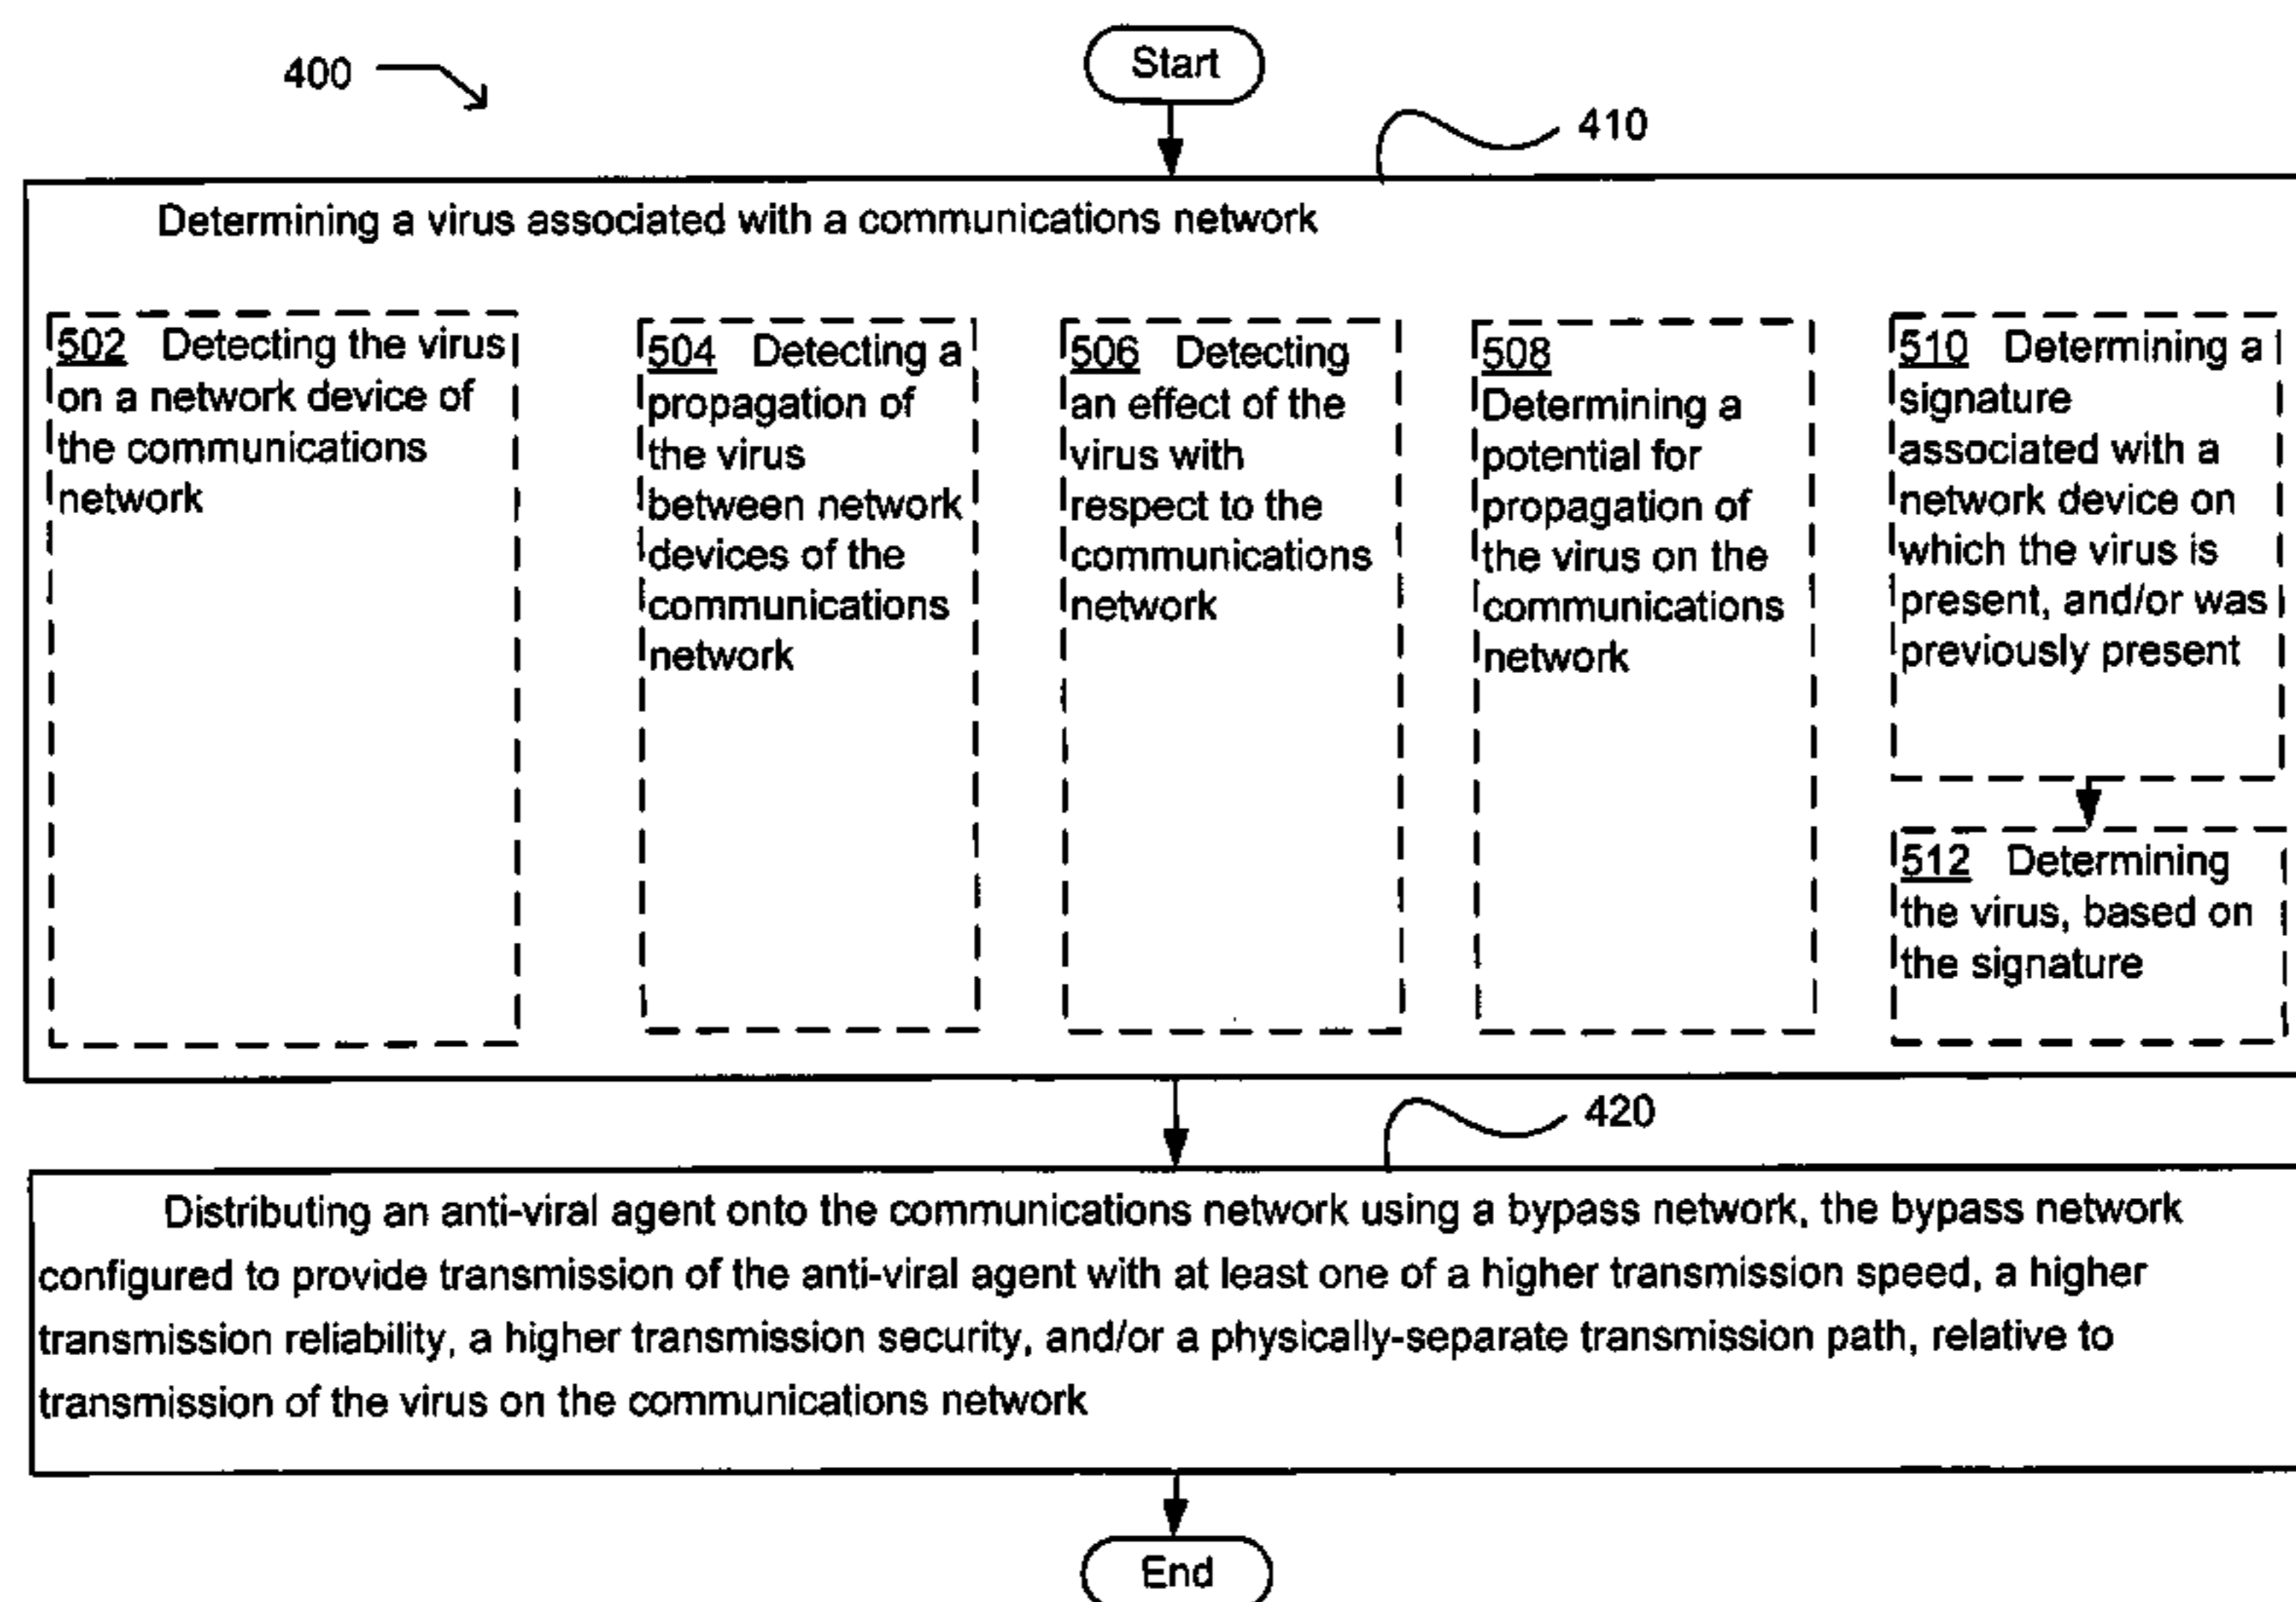 Start
400
410
Determining a virus associated with a communications network
502 Detecting the virus
on a network device of
the communications
network
504 Detecting a
propagation of
the virus
between network
devices of the
communications
network
506 Detecting
an effect of the
virus with
respect to the
communications
network
508
Determining a
potential for
propagation of
the virus on the
communications
network
510 Determining a
signature
associated with a
network device on
which the virus is
present, and/or was
previously present
512 Determining
the virus, based on
the signature
420
Distributing an anti-viral agent onto the communications network using a bypass network, the bypass network
configured to provide transmission of the anti-viral agent with at least one of a higher transmission speed, a higher
transmission reliability, a higher transmission security, and/or a physically-separate transmission path, relative to
transmission of the virus on the communications network
End